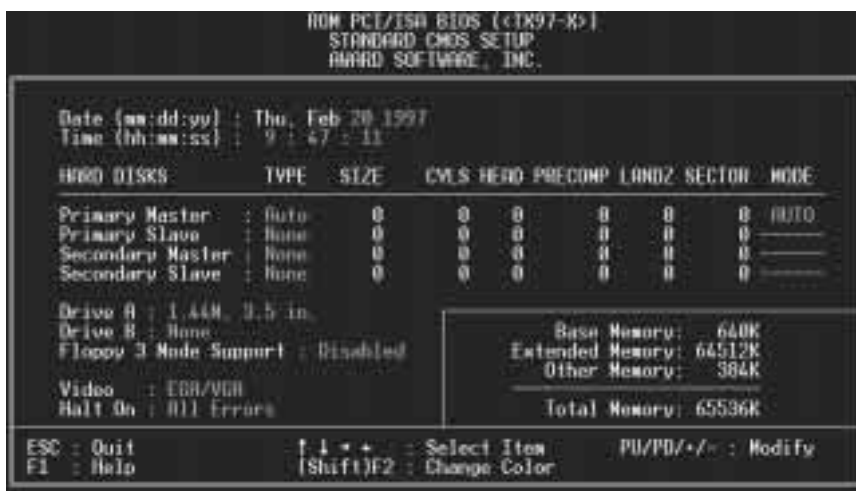 ROM PCI/ISA BIOS (<TX97-X>)
STANDARD CMOS SETUP
AWARD SOFTWARE, INC.
Date (mm:dd:yy) : Thu, Feb 20 1997
Time (hh:mm:ss) : 9 : 47 : 11
HARD DISKS TYPE SIZE CYLS HEAD PRECOMP LANDZ SECTOR MODE
Primary Master : Auto 0 0 0 0 0 0 AUTO
Primary Slave : None 0 0 0 0 0 0 ------
Secondary Master : None 0 0 0 0 0 0 ------
Secondary Slave : None 0 0 0 0 0 0 ------
Drive A : 1.44M, 3.5 in.
Drive B : None
Floppy 3 Mode Support : Disabled
Video : EGA/VGA
Halt On : All Errors
Base Memory: 640K
Extended Memory: 64512K
Other Memory: 384K
Total Memory: 65536K
ESC : Quit ↑ ↓ → ← : Select Item PU/PD/+/- : Modify
F1 : Help (Shift)F2 : Change Color